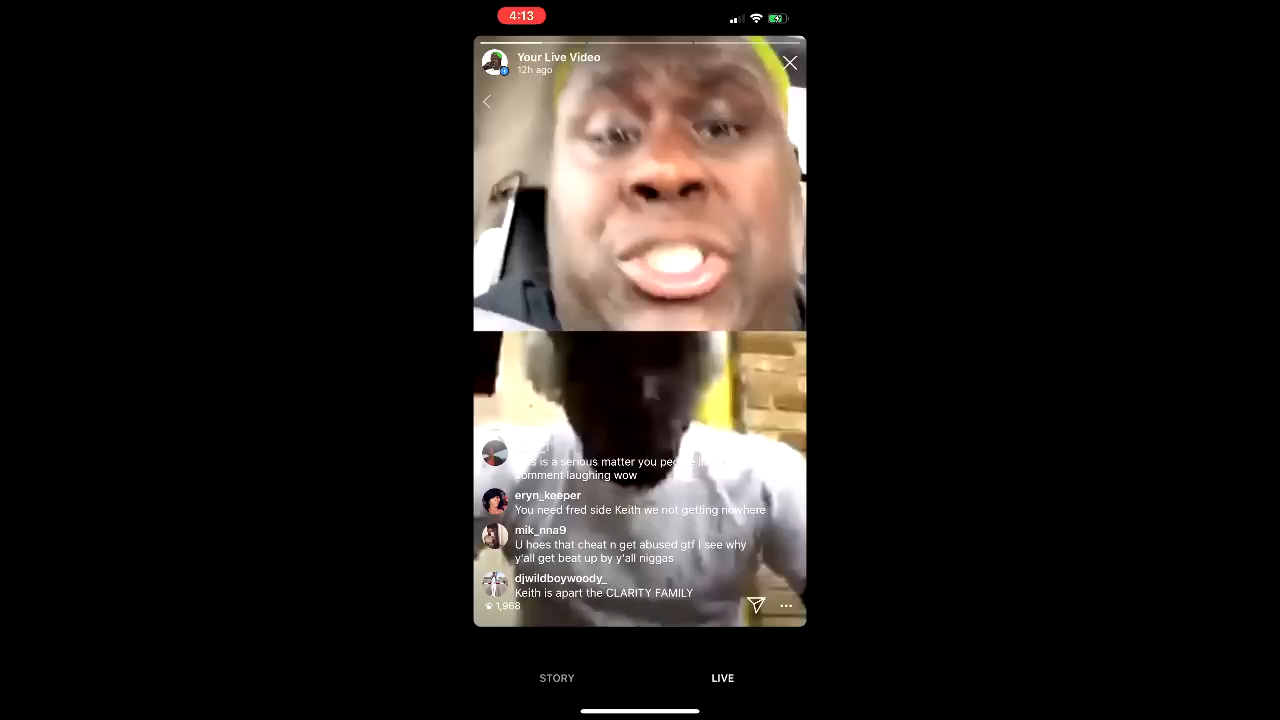 4:13
Your Live Video
12h ago
is a serious matter you
comment laughing wow
eryn_keeper
You need fred side Keith we not getting nowhere
mik_nna9
U hoes that cheat n get abused gtf I see why
y'all get beat up by y'all niggas
djwildboywoody_
Keith is apart the CLARITY FAMILY
1,968
STORY
LIVE